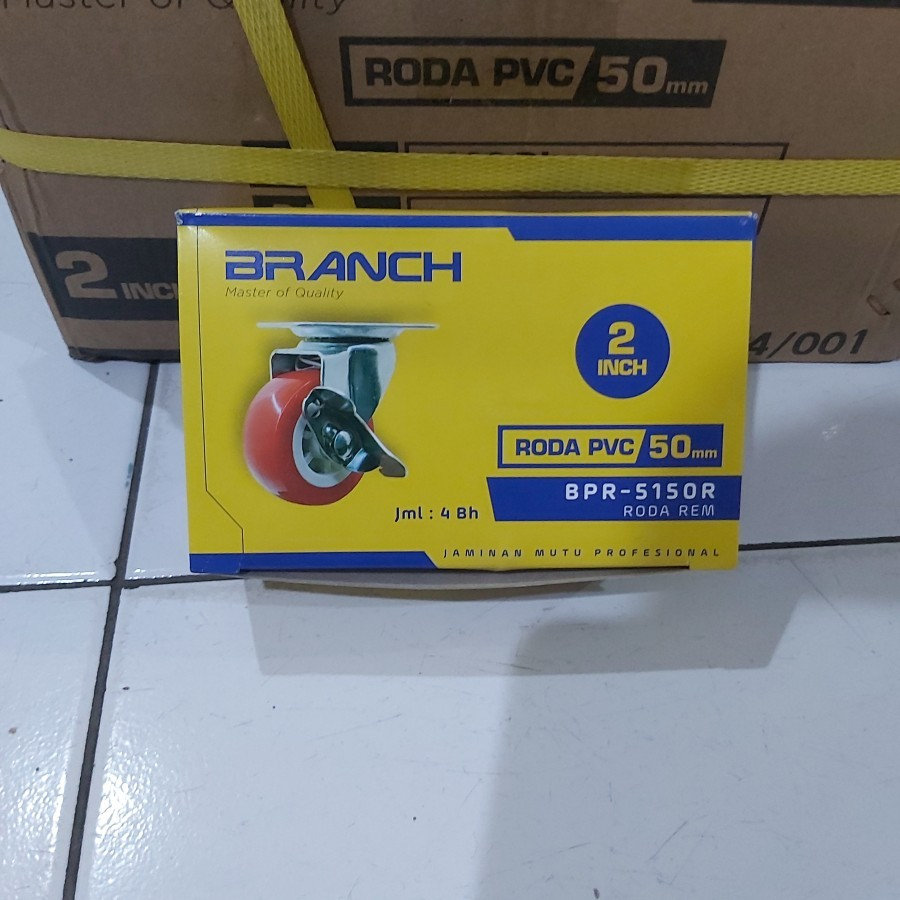 Master of Quality
RODA PVC 50mm
2 INCH
4/001
BRANCH
Master of Quality
2
INCH
RODA PVC 50mm
BPR-5150R
RODA REM
Jml : 4 Bh
JAMINAN MUTU PROFESIONAL